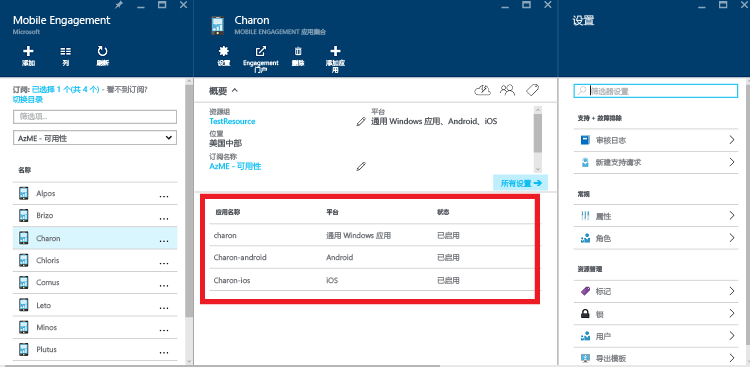 Mobile Engagement
Microsoft
添加
列
刷新
订阅: 已选择 1 个(共 4 个) - 看不到订阅?
切换目录
筛选项...
AzME - 可用性
名称
Alpos
...
Brizo
...
Charon
...
Chloris
...
Comus
...
Leto
...
Minos
...
Plutus
...
Charon
MOBILE ENGAGEMENT 应用集合
设置
Engagement
门户
删除
添加应
用
概要
资源组
TestResource
平台
通用 Windows 应用、Android、iOS
位置
美国中部
订阅名称
AzME - 可用性
所有设置
应用名称
平台
状态
charon
通用 Windows 应用
已启用
Charon-android
Android
已启用
Charon-ios
iOS
已启用
设置
筛选器设置
支持 + 故障排除
审核日志
新建支持请求
常规
属性
角色
资源管理
标记
锁
用户
导出模板